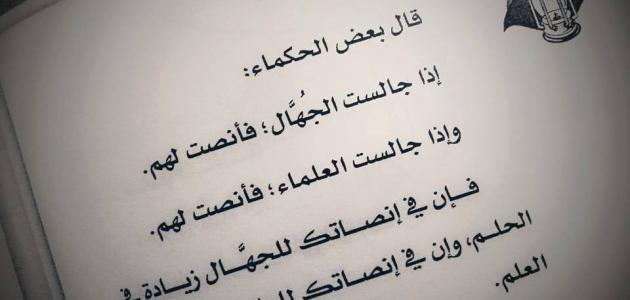 قال بعض الحكماء:
إذا جالست الجُهَّال؛ فأنصت لهم.
وإذا جالست العلماء؛ فأنصت لهم.
فإن في إنصاتك للجهَّال زيادة في
الحلم، وإن في إنصاتك
العلم.